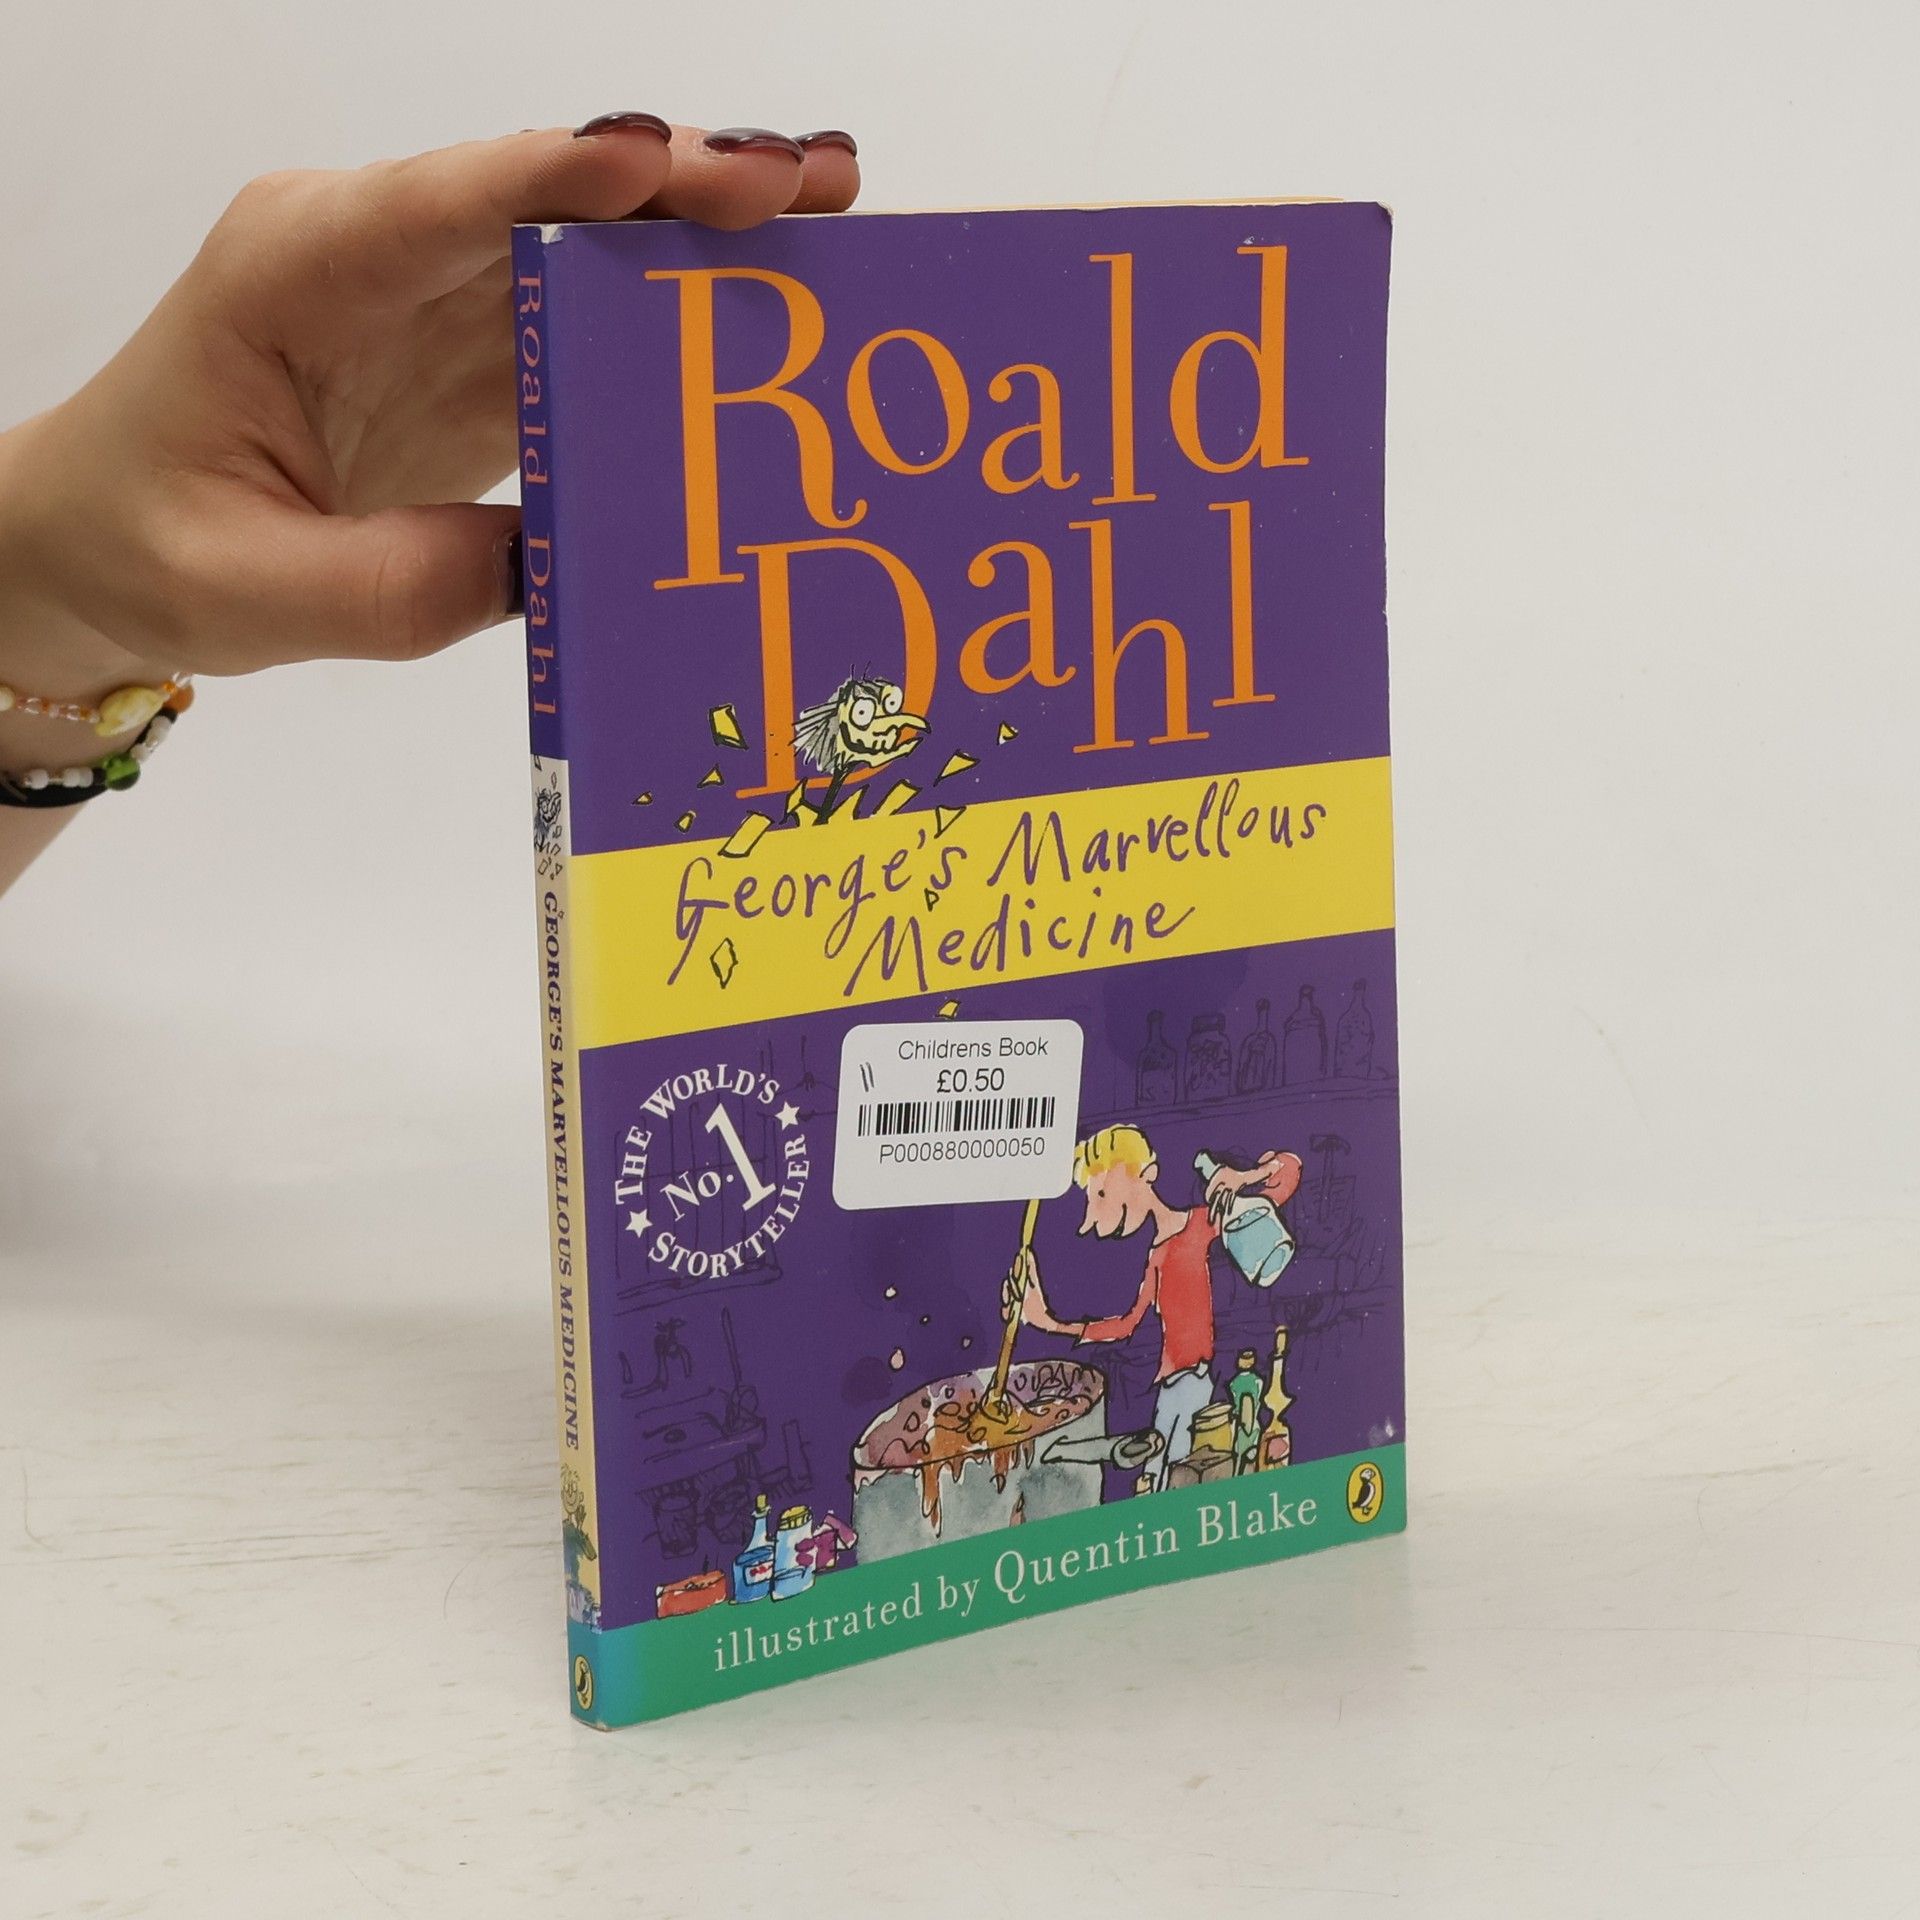 Roald Dahl
GEORGE'S MARVELLOUS MEDICINE
Roald
Dahl
George's Marvellous
Medicine
THE WORLD'S
No. 1
STORYTELLER
Childrens Book
£0.50
P000880000050
illustrated by Quentin Blake